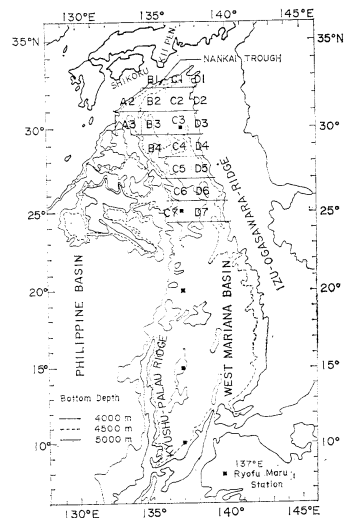 130°E 135°E 140°E 145°E
35°N
35°N
KII PLN.
SHIKOKU
NANKAI TROUGH
B1 C1 D1
A2 B2 C2 D2
30°
A3 B3 C3 D3
30°
B4 C4 D4
C5 D5
C6 D6
25°
C7 D7
25°
IZU-OGASAWARA-RIDGE
20°
20°
PHILIPPINE BASIN
WEST MARIANA BASIN
KYUSHU-PALAU RIDGE
15°
15°
Bottom Depth
4000 m
4500 m
5000 m
10°
10°
137°E
Ryofu Maru
Station
130°E 135°E 140°E 145°E